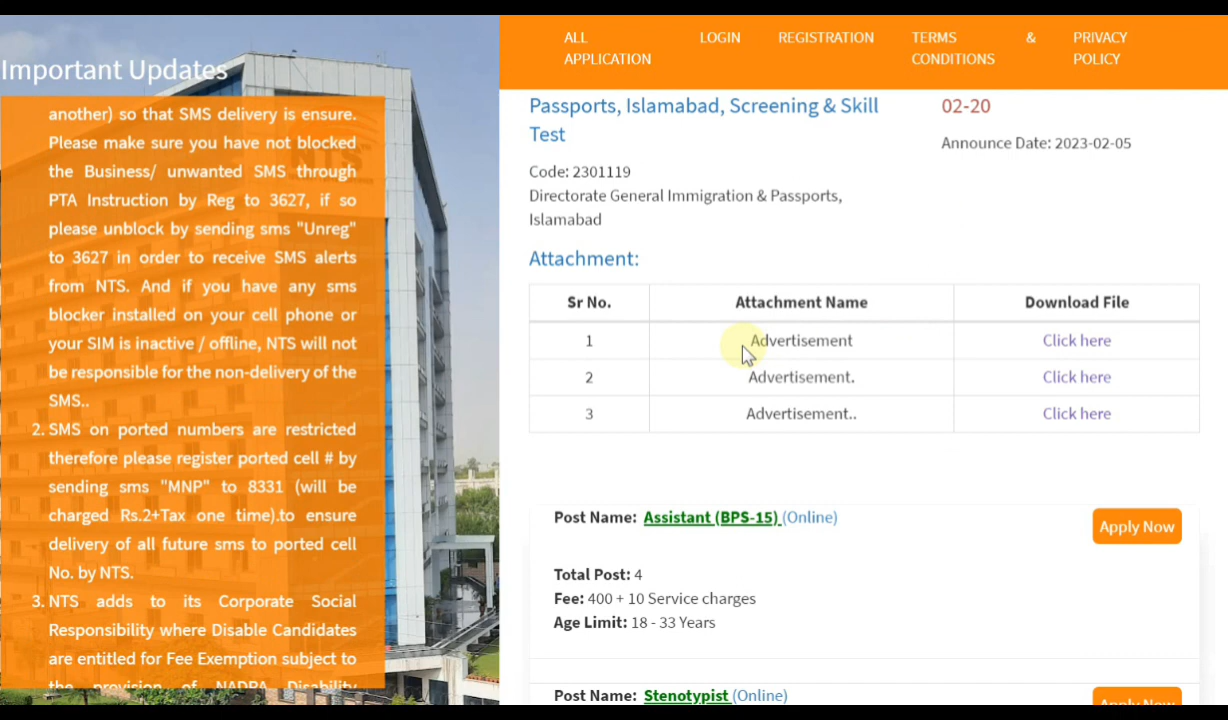 Important Updates
another) so that SMS delivery is ensure.
Please make sure you have not blocked
the Business/ unwanted SMS through
PTA Instruction by Reg to 3627, if so
please unblock by sending sms "Unreg"
to 3627 in order to receive SMS alerts
from NTS. And if you have any sms
blocker installed on your cell phone or
your SIM is inactive / offline, NTS will not
be responsible for the non-delivery of the
SMS..
2. SMS on ported numbers are restricted
therefore please register ported cell # by
sending sms "MNP" to 8331 (will be
charged Rs.2+Tax one time).to ensure
delivery of all future sms to ported cell
No. by NTS.
3. NTS adds to its Corporate Social
Responsibility where Disable Candidates
are entitled for Fee Exemption subject to
the provision of NADRA Disability
NTS
ALL APPLICATION
LOGIN
REGISTRATION
TERMS & CONDITIONS
PRIVACY POLICY
Passports, Islamabad, Screening & Skill
Test
02-20
Announce Date: 2023-02-05
Code: 2301119
Directorate General Immigration & Passports,
Islamabad
Attachment:
Sr No. Attachment Name Download File
1 Advertisement Click here
2 Advertisement. Click here
3 Advertisement.. Click here
Post Name: Assistant (BPS-15) (Online)
Apply Now
Total Post: 4
Fee: 400 + 10 Service charges
Age Limit: 18 - 33 Years
Post Name: Stenotypist (Online)
Apply Now